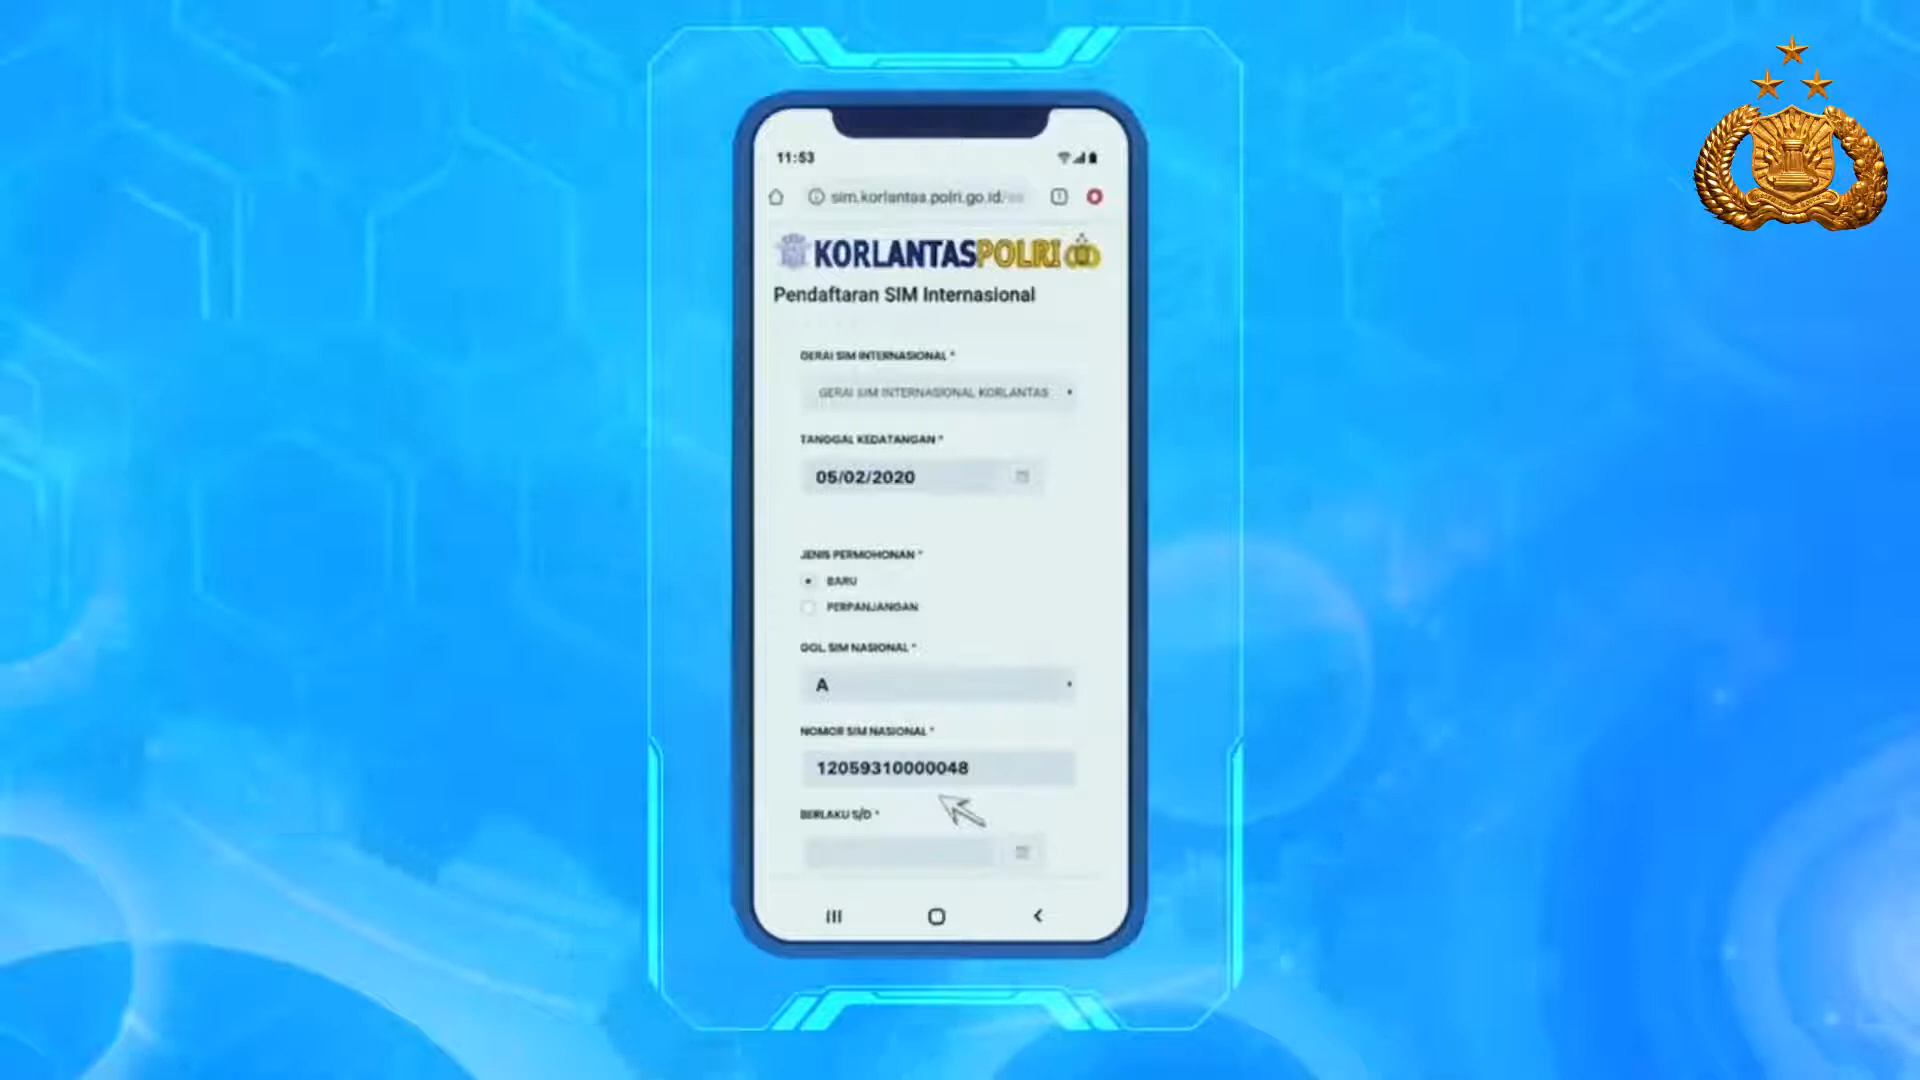 11:53
sim.korlantas.polri.go.id/
KORLANTASPOLRI
Pendaftaran SIM Internasional
GERAI SIM INTERNASIONAL *
GERAI SIM INTERNASIONAL KORLANTAS
TANGGAL KEDATANGAN *
05/02/2020
JENIS PERMOHONAN *
BARU
PERPANJANGAN
GOL. SIM NASIONAL *
A
NOMOR SIM NASIONAL *
12059310000048
BERLAKU S/D *